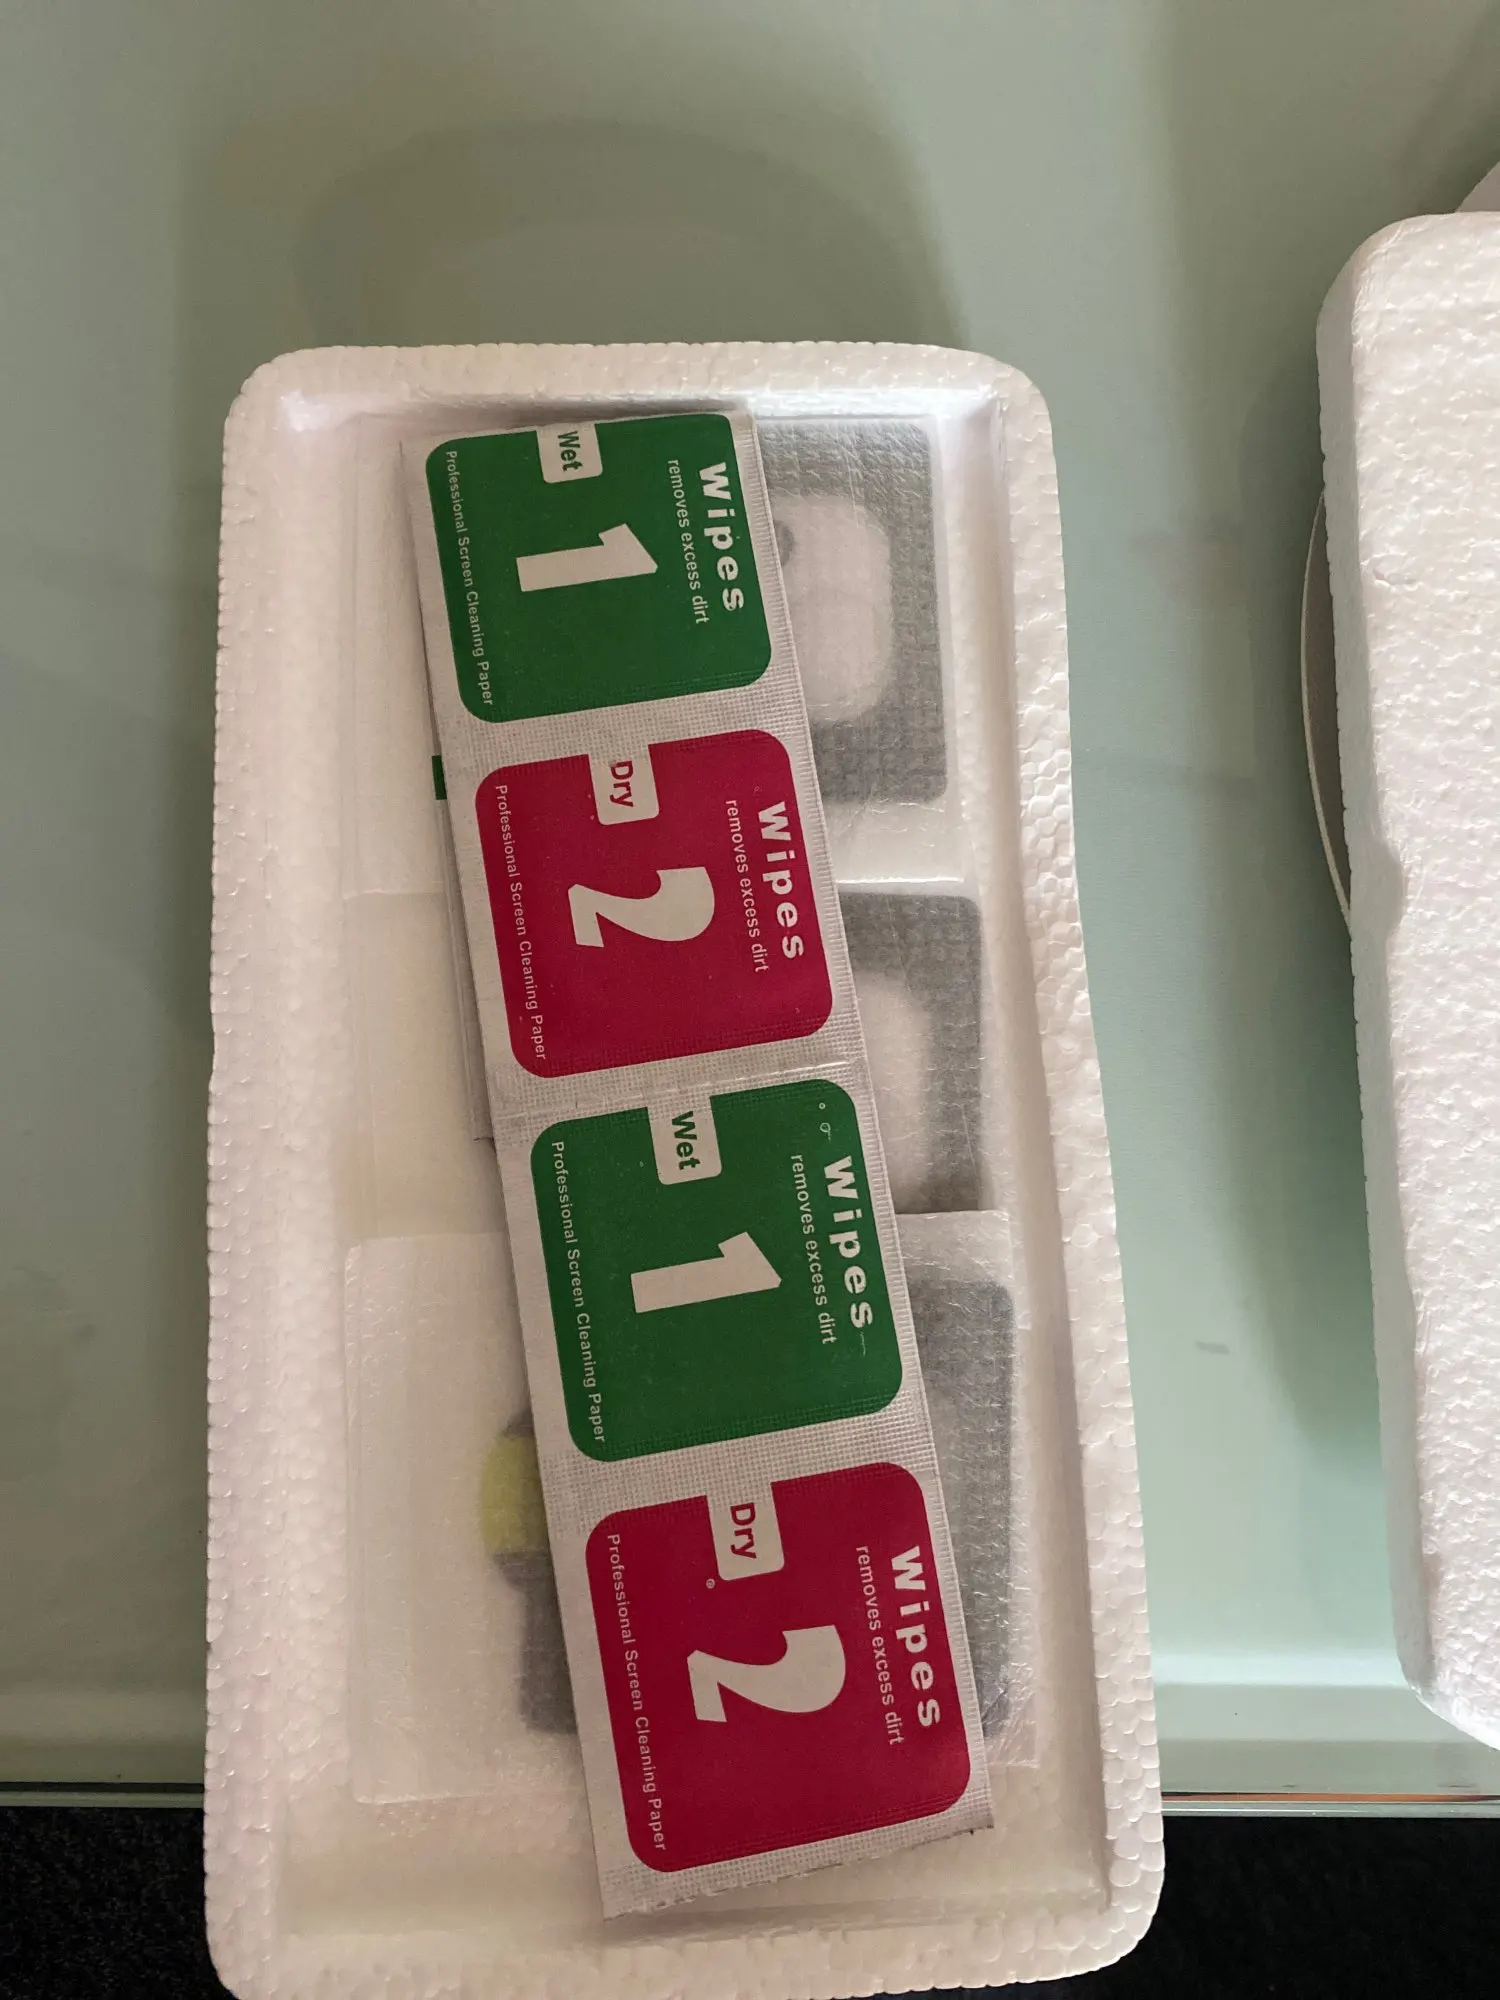 Wet
1
Wipes
removes excess dirt
Professional Screen Cleaning Paper
Dry
2
Wipes
removes excess dirt
Professional Screen Cleaning Paper
Wet
1
Wipes
removes excess dirt
Professional Screen Cleaning Paper
Dry
2
Wipes
removes excess dirt
Professional Screen Cleaning Paper